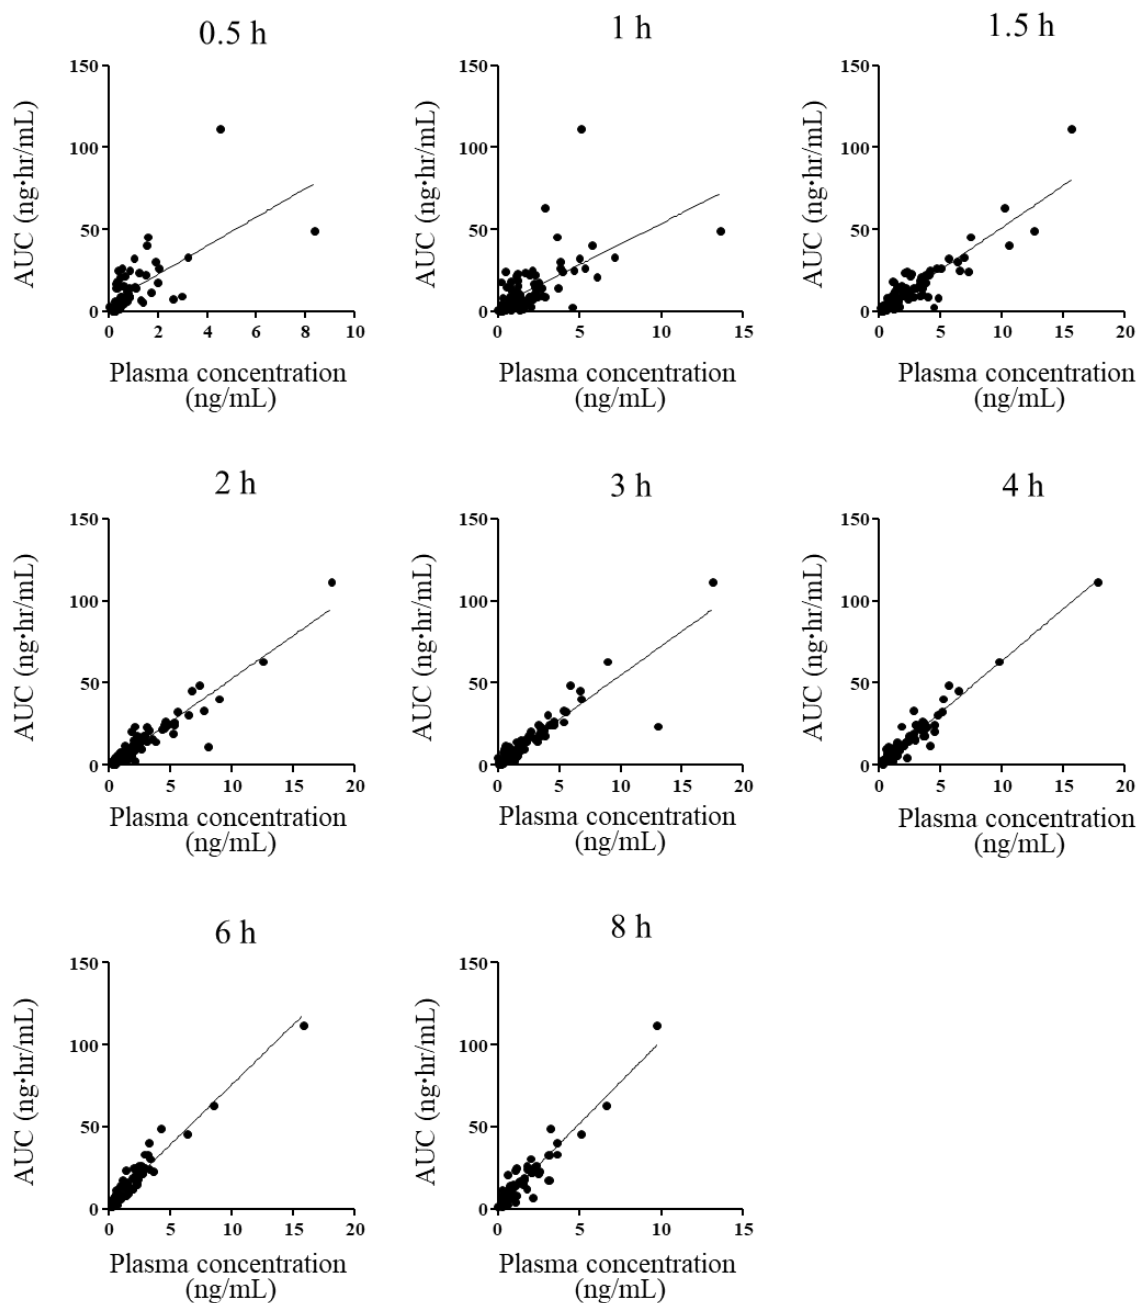 0.5 h
AUC (ng·hr/mL)
150
100
50
0
0 2 4 6 8 10
Plasma concentration
(ng/mL)
1 h
AUC (ng·hr/mL)
150
100
50
0
0 5 10 15
Plasma concentration
(ng/mL)
1.5 h
AUC (ng·hr/mL)
150
100
50
0
0 5 10 15 20
Plasma concentration
(ng/mL)
2 h
AUC (ng·hr/mL)
150
100
50
0
0 5 10 15 20
Plasma concentration
(ng/mL)
3 h
AUC (ng·hr/mL)
150
100
50
0
0 5 10 15 20
Plasma concentration
(ng/mL)
4 h
AUC (ng·hr/mL)
150
100
50
0
0 5 10 15 20
Plasma concentration
(ng/mL)
6 h
AUC (ng·hr/mL)
150
100
50
0
0 5 10 15 20
Plasma concentration
(ng/mL)
8 h
AUC (ng·hr/mL)
150
100
50
0
0 5 10 15
Plasma concentration
(ng/mL)